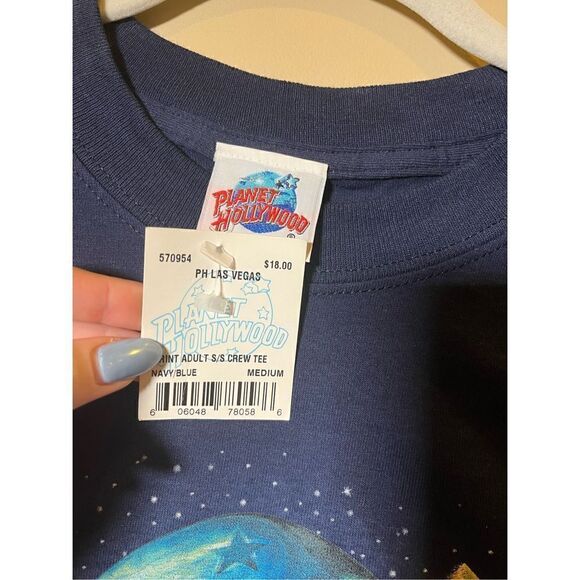 PLANET
HOLLYWOOD
®
570954 $18.00
PH LAS VEGAS
PLANET
HOLLYWOOD
RINT ADULT S/S CREW TEE
NAVY/BLUE MEDIUM
6 06048 78058 6